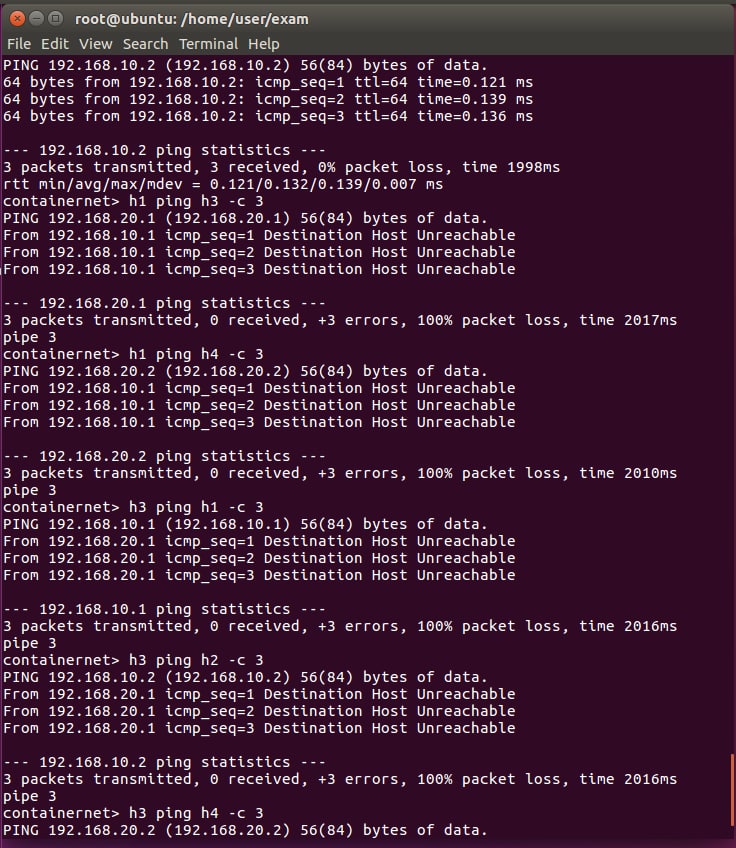 root@ubuntu: /home/user/exam
File Edit View Search Terminal Help
PING 192.168.10.2 (192.168.10.2) 56(84) bytes of data.
64 bytes from 192.168.10.2: icmp_seq=1 ttl=64 time=0.121 ms
64 bytes from 192.168.10.2: icmp_seq=2 ttl=64 time=0.139 ms
64 bytes from 192.168.10.2: icmp_seq=3 ttl=64 time=0.136 ms
--- 192.168.10.2 ping statistics ---
3 packets transmitted, 3 received, 0% packet loss, time 1998ms
rtt min/avg/max/mdev = 0.121/0.132/0.139/0.007 ms
containernet> h1 ping h3 -c 3
PING 192.168.20.1 (192.168.20.1) 56(84) bytes of data.
From 192.168.10.1 icmp_seq=1 Destination Host Unreachable
From 192.168.10.1 icmp_seq=2 Destination Host Unreachable
From 192.168.10.1 icmp_seq=3 Destination Host Unreachable
--- 192.168.20.1 ping statistics ---
3 packets transmitted, 0 received, +3 errors, 100% packet loss, time 2017ms
pipe 3
containernet> h1 ping h4 -c 3
PING 192.168.20.2 (192.168.20.2) 56(84) bytes of data.
From 192.168.10.1 icmp_seq=1 Destination Host Unreachable
From 192.168.10.1 icmp_seq=2 Destination Host Unreachable
From 192.168.10.1 icmp_seq=3 Destination Host Unreachable
--- 192.168.20.2 ping statistics ---
3 packets transmitted, 0 received, +3 errors, 100% packet loss, time 2010ms
pipe 3
containernet> h3 ping h1 -c 3
PING 192.168.10.1 (192.168.10.1) 56(84) bytes of data.
From 192.168.20.1 icmp_seq=1 Destination Host Unreachable
From 192.168.20.1 icmp_seq=2 Destination Host Unreachable
From 192.168.20.1 icmp_seq=3 Destination Host Unreachable
--- 192.168.10.1 ping statistics ---
3 packets transmitted, 0 received, +3 errors, 100% packet loss, time 2016ms
pipe 3
containernet> h3 ping h2 -c 3
PING 192.168.10.2 (192.168.10.2) 56(84) bytes of data.
From 192.168.20.1 icmp_seq=1 Destination Host Unreachable
From 192.168.20.1 icmp_seq=2 Destination Host Unreachable
From 192.168.20.1 icmp_seq=3 Destination Host Unreachable
--- 192.168.10.2 ping statistics ---
3 packets transmitted, 0 received, +3 errors, 100% packet loss, time 2016ms
pipe 3
containernet> h3 ping h4 -c 3
PING 192.168.20.2 (192.168.20.2) 56(84) bytes of data.